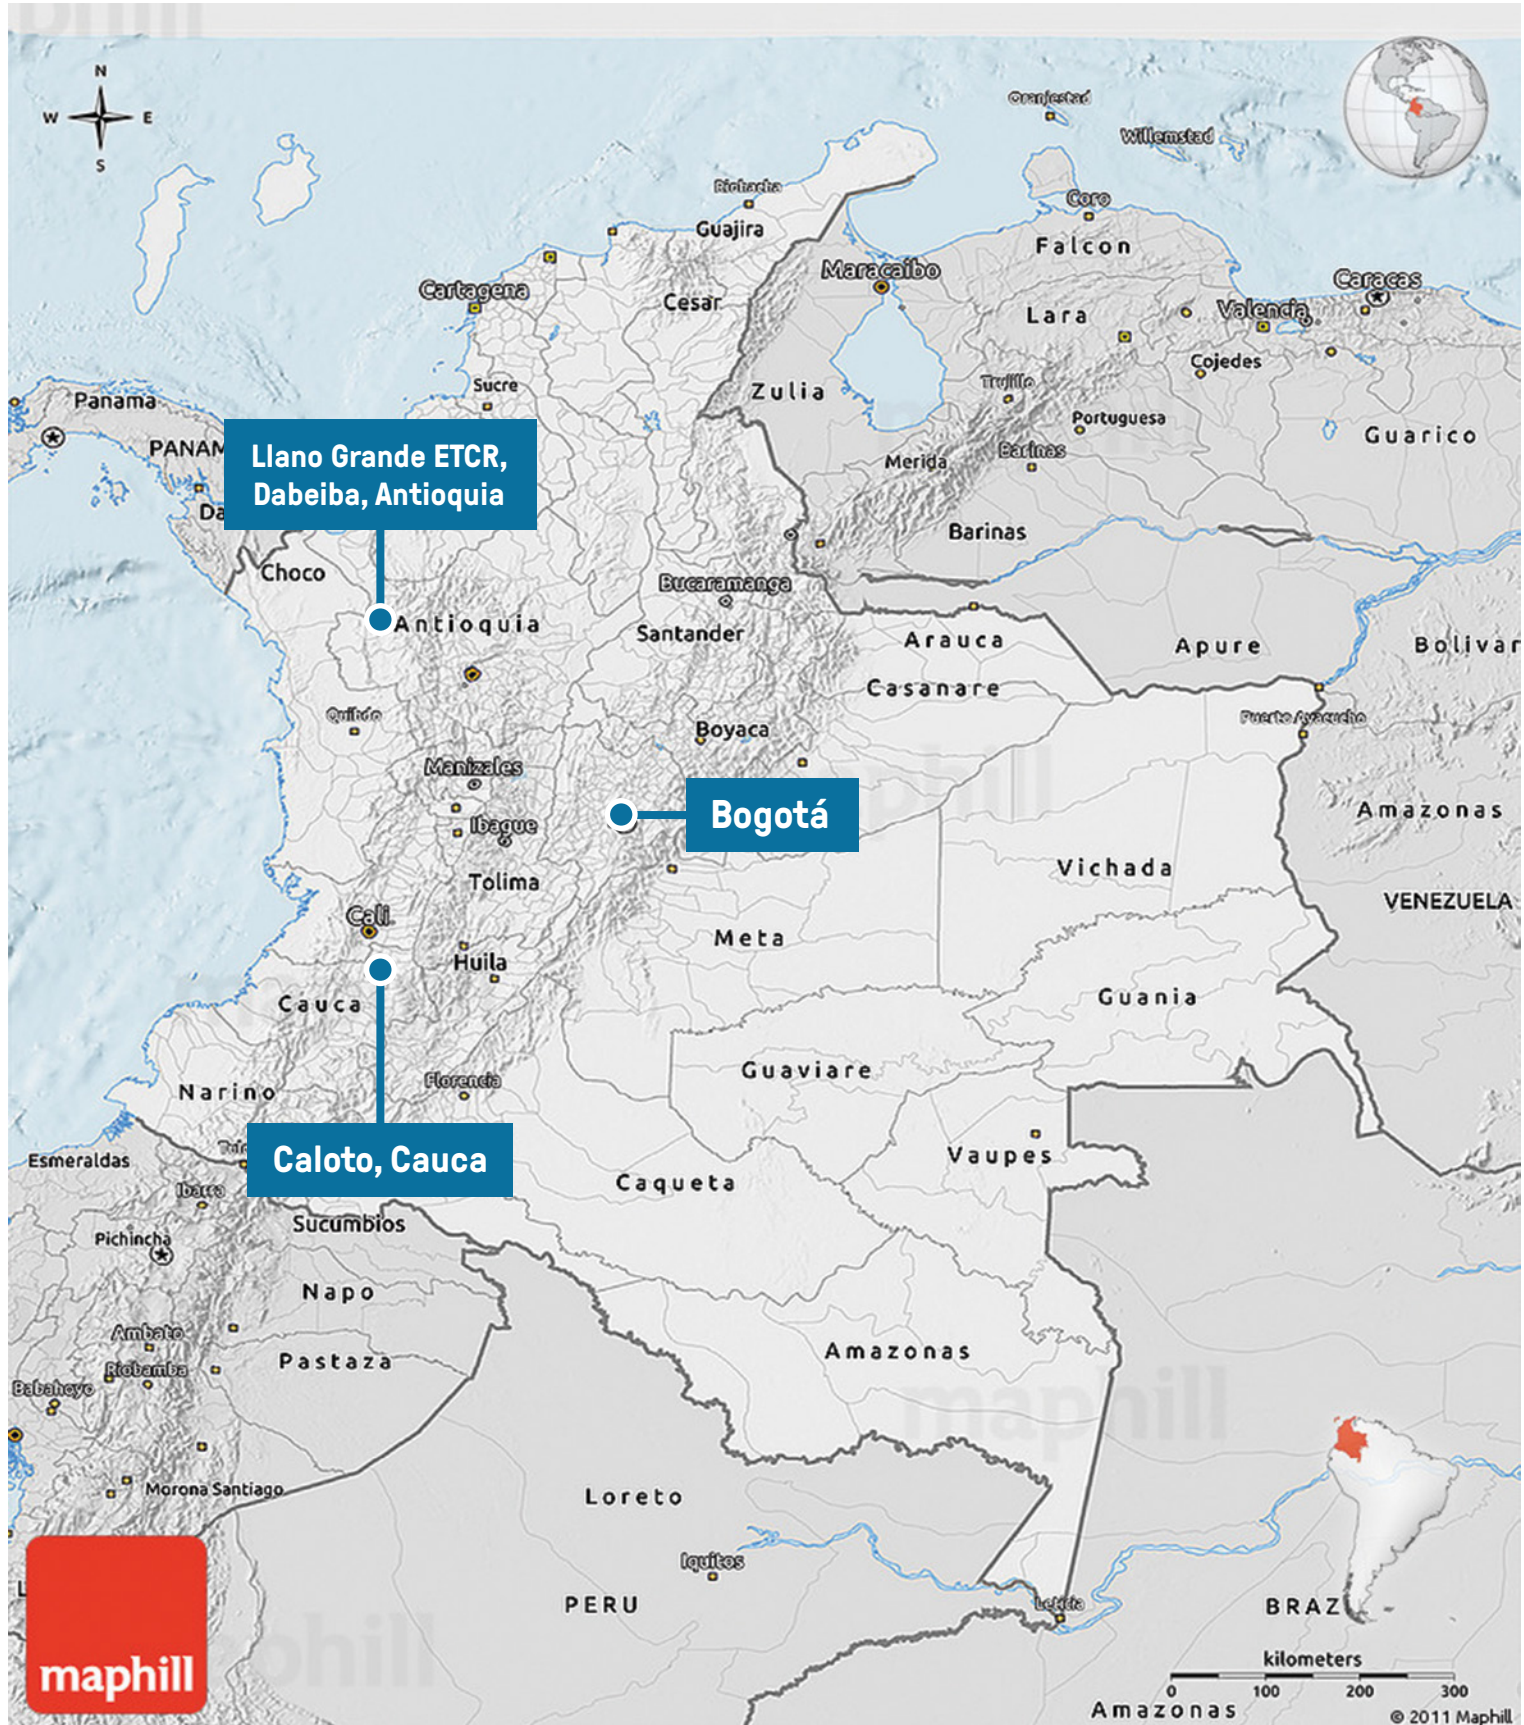 N
W E
S
Oranjestad
Willemstad
Riohacha
Coro
Guajira
Falcon
Maracaibo
Caracas
Cartagena
Cesar
Lara
Valencia
Cojedes
Sucre
Trujillo
Zulia
Panama
Portuguesa
Guarico
PANAM
Llano Grande ETCR,
Dabeiba, Antioquia
Merida
Barinas
Da
Barinas
Choco
Bucaramanga
Antioquia
Santander
Arauca
Apure
Bolivar
Casanare
Quibdo
Boyaca
Puerto Ayacucho
Manizales
Bogotá
Amazonas
Ibague
Tolima
Vichada
VENEZUELA
Cali
Meta
Huila
Cauca
Guania
Guaviare
Florencia
Narino
Vaupes
Esmeraldas
Caloto, Cauca
Caqueta
Ibarra
Sucumbios
Pichincha
Napo
Ambato
Amazonas
Pastaza
Riobamba
Babahoyo
maphill
Morona Santiago
Loreto
Iquitos
PERU
Leticia
BRAZ
maphill
kilometers
0 100 200 300
Amazonas
© 2011 Maphill